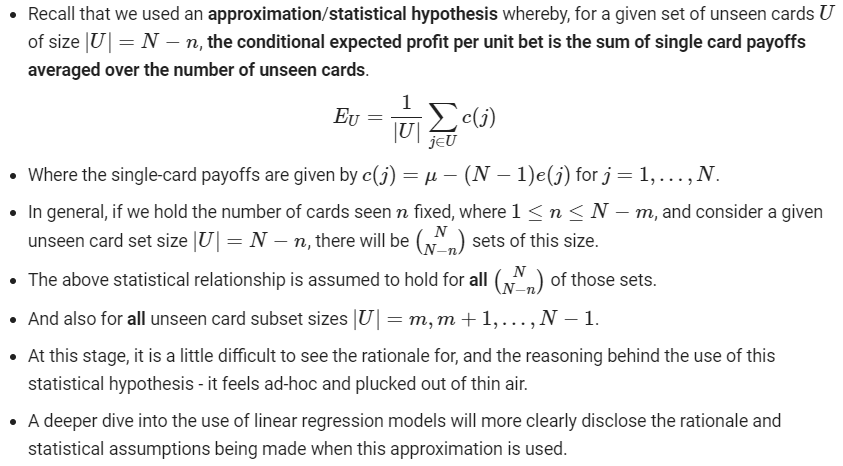 • Recall that we used an approximation/statistical hypothesis whereby, for a given set of unseen cards U
of size |U| = N − n, the conditional expected profit per unit bet is the sum of single card payoffs
averaged over the number of unseen cards.
E_U = \frac{1}{|U|} \sum_{j∈U} c(j)
• Where the single-card payoffs are given by c(j) = μ − (N − 1)e(j) for j = 1, . . . , N.
• In general, if we hold the number of cards seen n fixed, where 1 ≤ n ≤ N − m, and consider a given
unseen card set size |U| = N − n, there will be \binom{N}{N−n} sets of this size.
• The above statistical relationship is assumed to hold for all \binom{N}{N−n} of those sets.
• And also for all unseen card subset sizes |U| = m, m + 1, . . . , N − 1.
• At this stage, it is a little difficult to see the rationale for, and the reasoning behind the use of this
statistical hypothesis - it feels ad-hoc and plucked out of thin air.
• A deeper dive into the use of linear regression models will more clearly disclose the rationale and
statistical assumptions being made when this approximation is used.